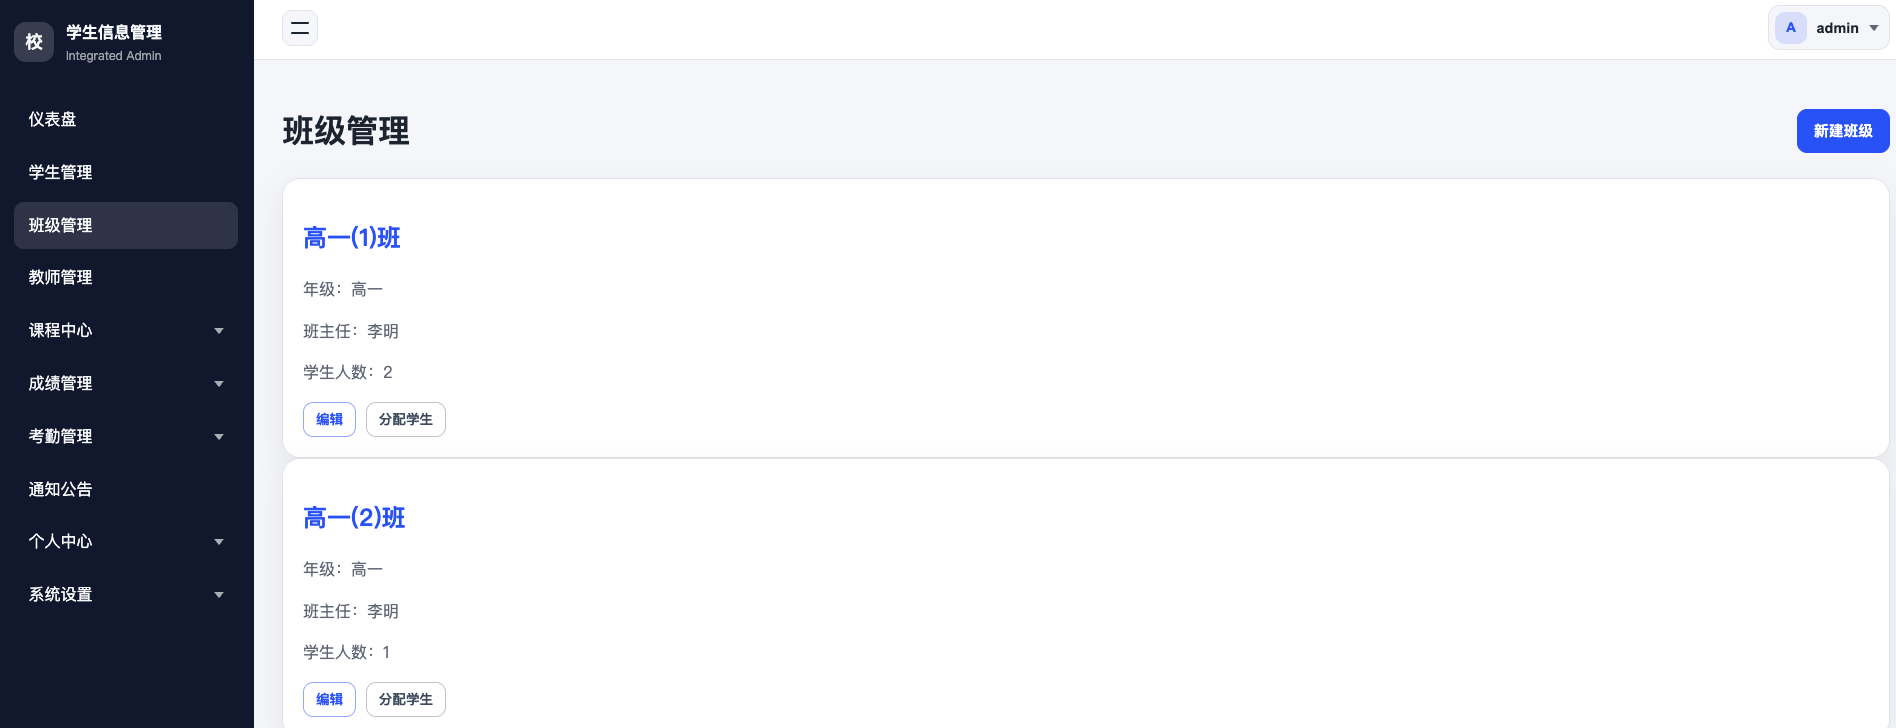 校
学生信息管理
Integrated Admin
仪表盘
学生管理
班级管理
教师管理
课程中心
成绩管理
考勤管理
通知公告
个人中心
系统设置
A
admin
班级管理
新建班级
高一(1)班
年级：高一
班主任：李明
学生人数：2
编辑
分配学生
高一(2)班
年级：高一
班主任：李明
学生人数：1
编辑
分配学生